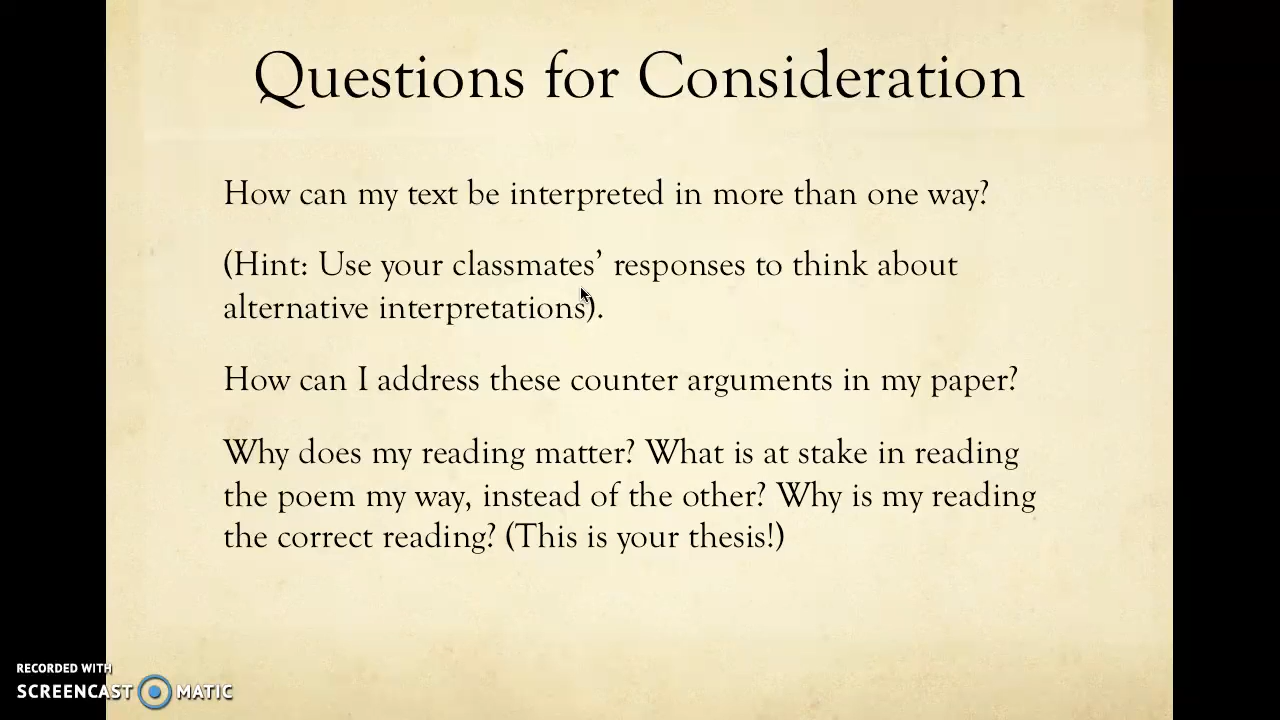 Questions for Consideration
How can my text be interpreted in more than one way?
(Hint: Use your classmates’ responses to think about
alternative interpretations).
How can I address these counter arguments in my paper?
Why does my reading matter? What is at stake in reading
the poem my way, instead of the other? Why is my reading
the correct reading? (This is your thesis!)
RECORDED WITH
SCREENCAST MATIC